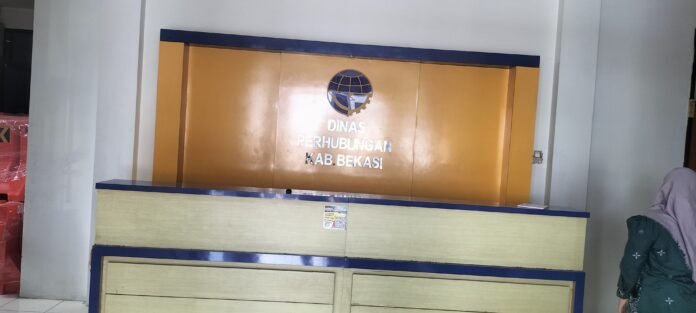 DINAS
PERHUBUNGAN
KAB.BEKASI